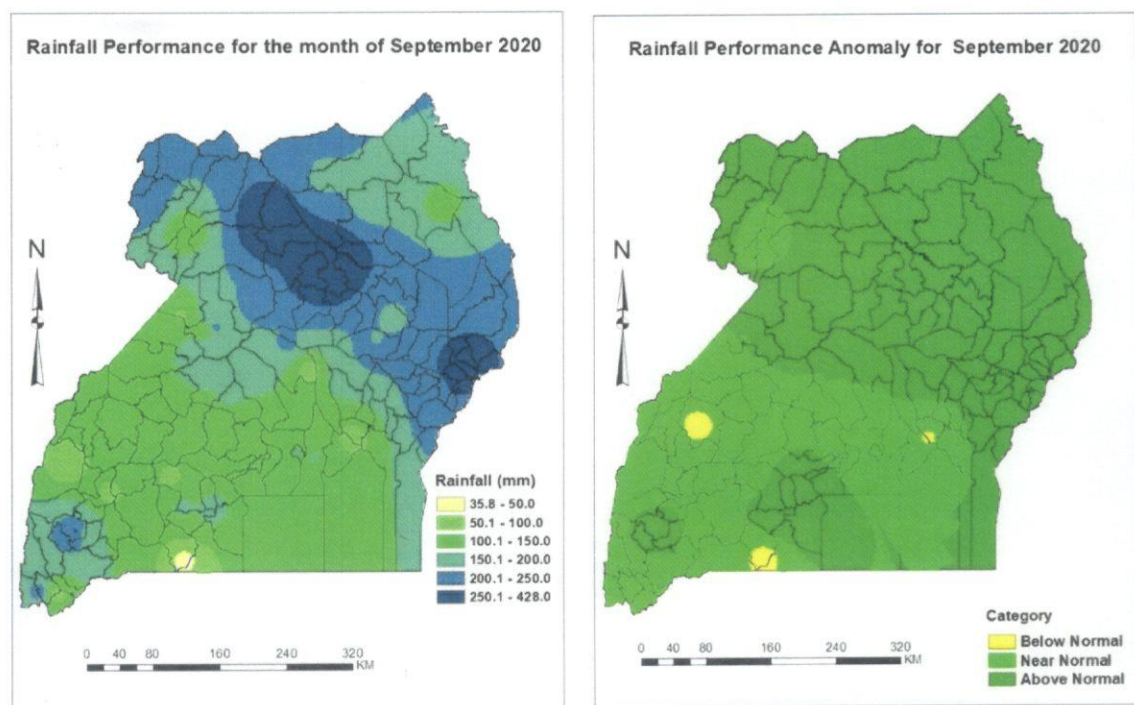 Rainfall Performance for the month of September 2020
N
Rainfall (mm)
35.8 - 50.0
50.1 - 100.0
100.1 - 150.0
150.1 - 200.0
200.1 - 250.0
250.1 - 428.0
0 40 80 160 240 320
KM
Rainfall Performance Anomaly for September 2020
N
Category
Below Normal
Near Normal
Above Normal
0 40 80 160 240 320
KM